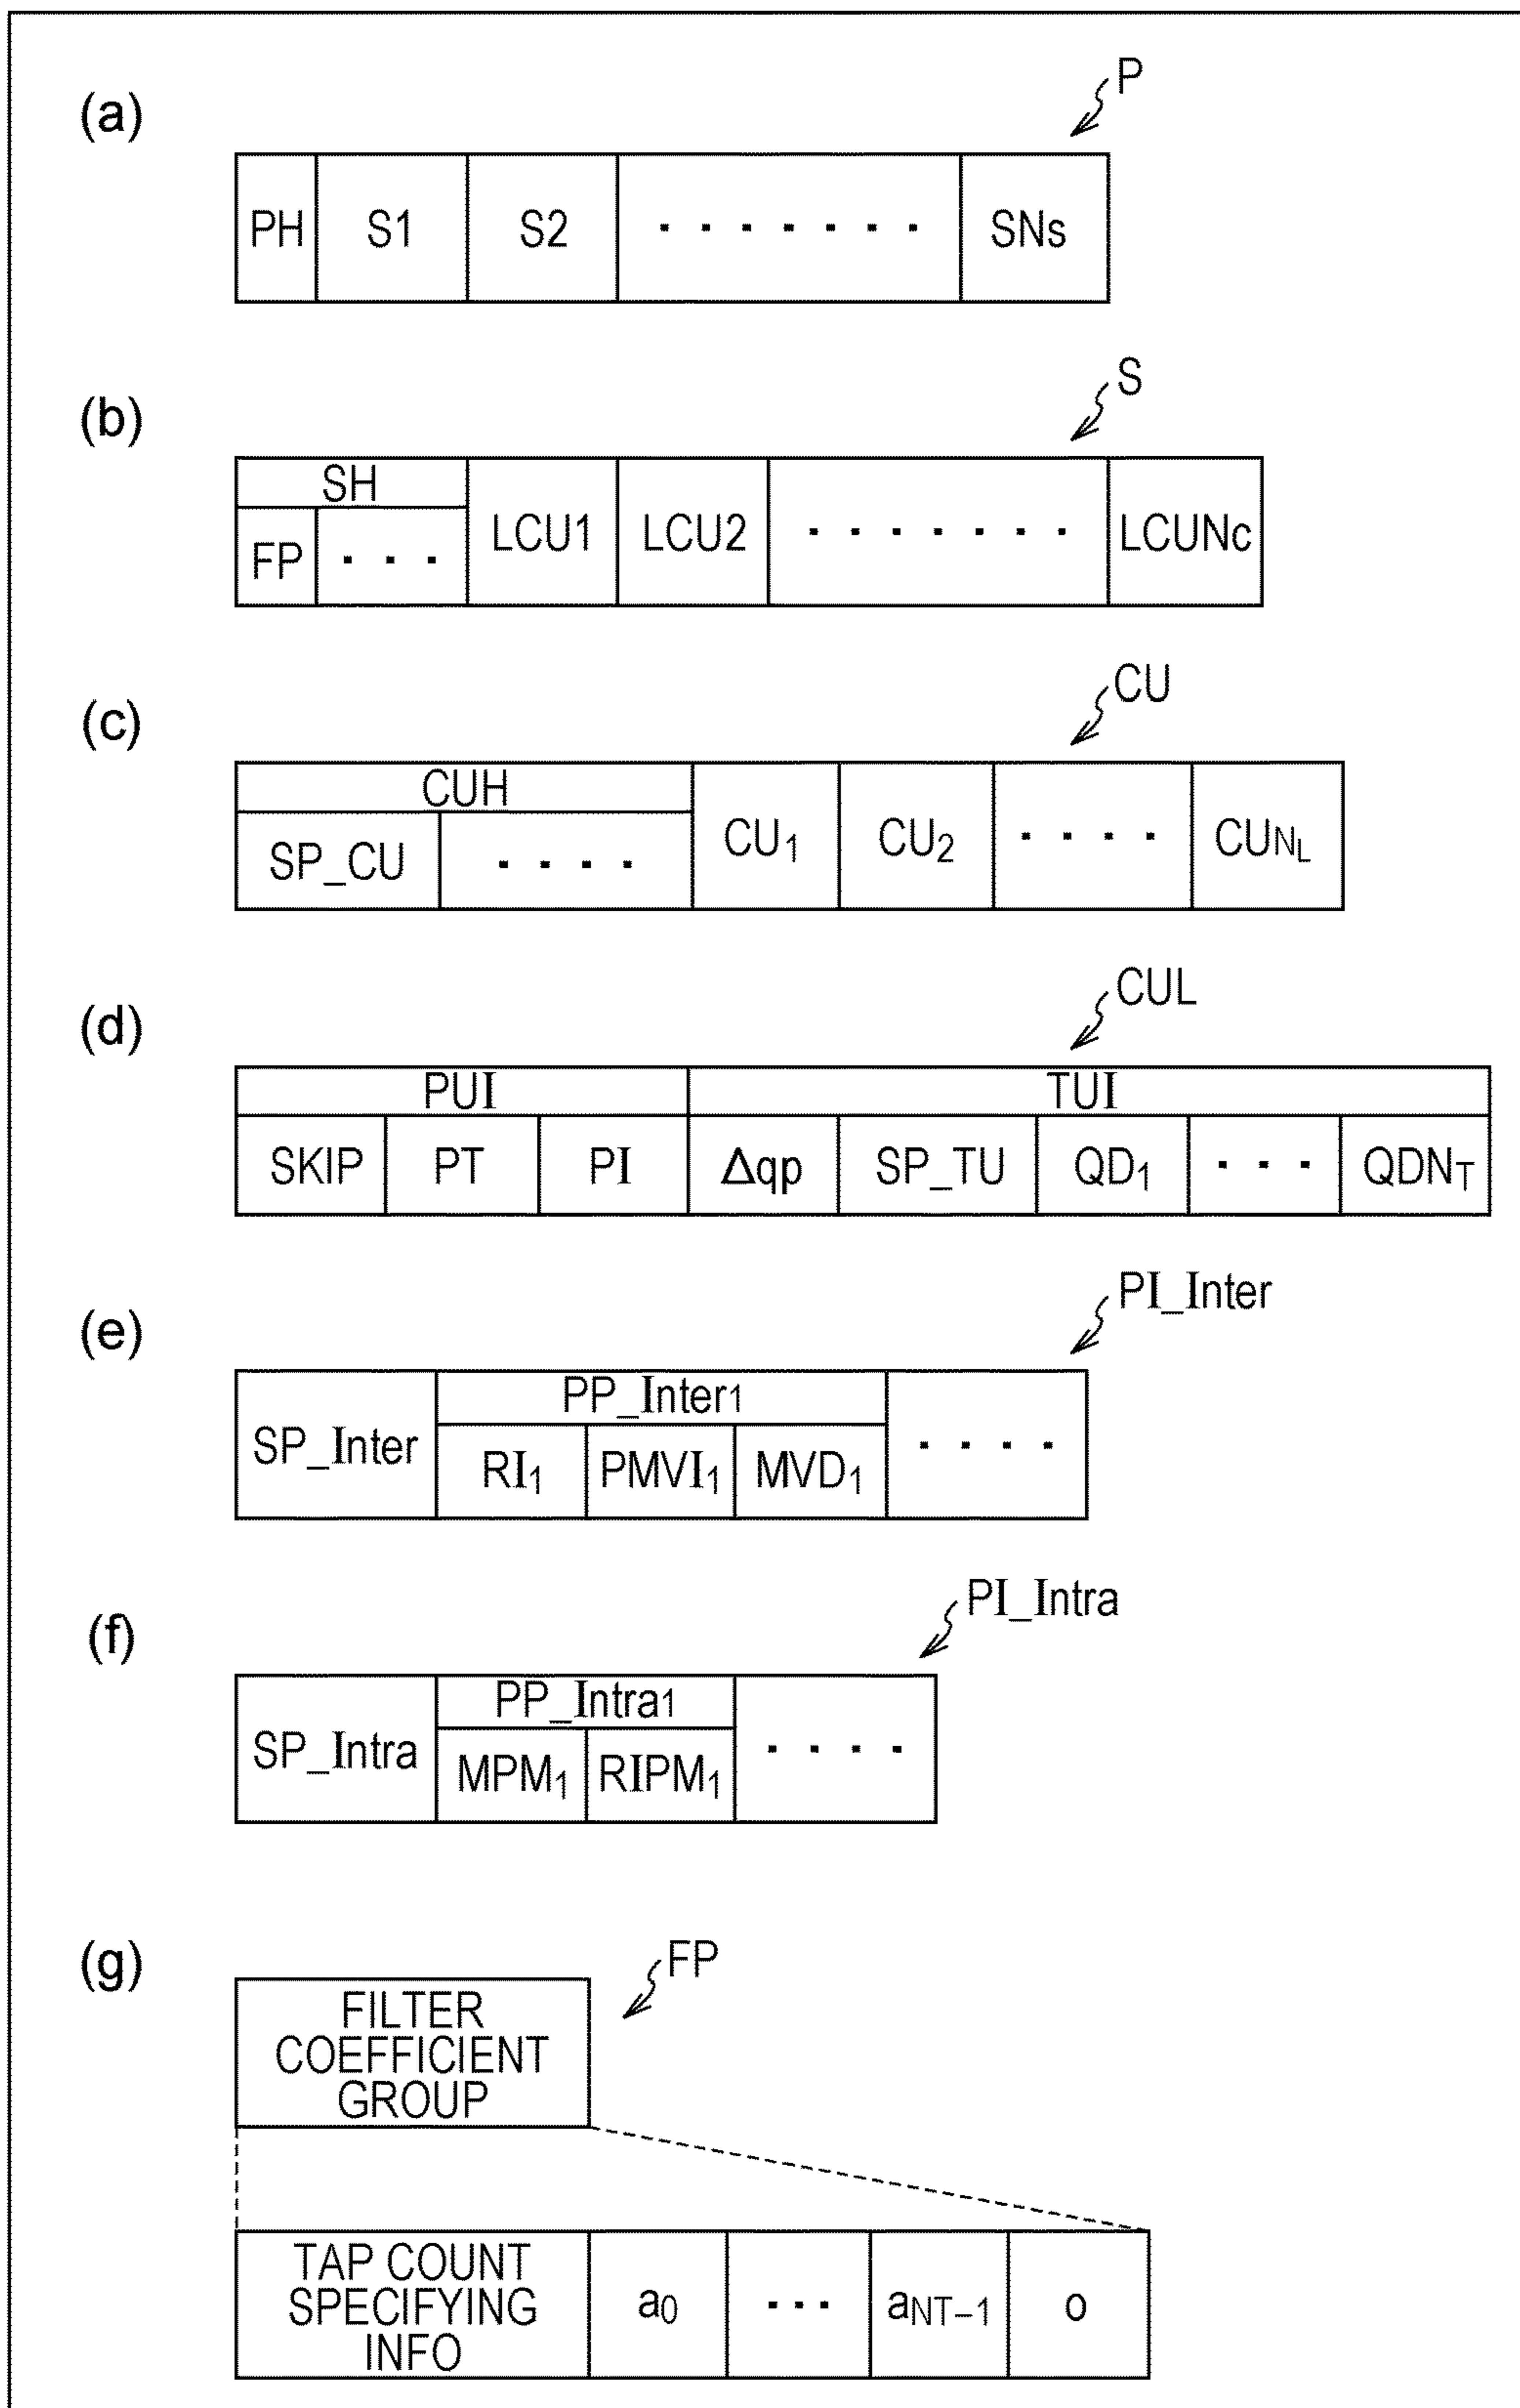 (a)
P
PH S1 S2 ······· SNs
(b)
S
SH
FP ··· LCU1 LCU2 ······· LCUNc
(c)
CU
CUH
SP_CU ···· CU1 CU2 ···· CUNL
(d)
CUL
PUI TUI
SKIP PT PI Δqp SP_TU QD1 ··· QDNT
(e)
PI_Inter
SP_Inter PP_Inter1 ····
RI1 PMVI1 MVD1
(f)
PI_Intra
SP_Intra PP_Intra1 ····
MPM1 RIPM1
(g)
FP
FILTER
COEFFICIENT
GROUP
TAP COUNT
SPECIFYING
INFO
a0 ··· aNT−1 o